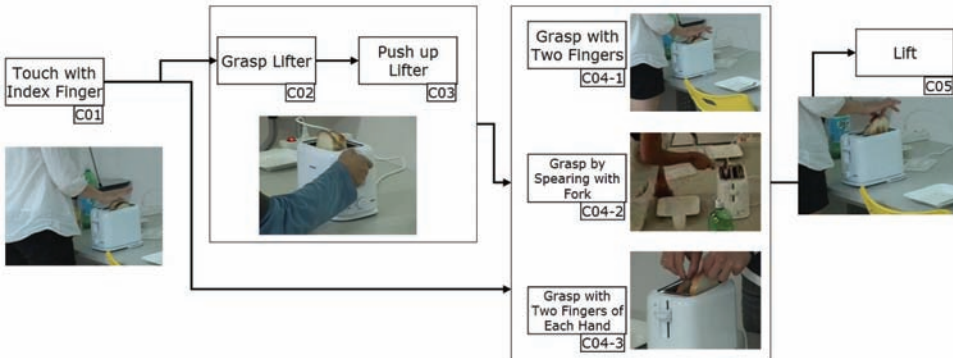 Touch with
Index Finger
C01
Grasp Lifter
C02
Push up
Lifter
C03
Grasp with
Two Fingers
C04-1
Grasp by
Spearing with
Fork
C04-2
Grasp with
Two Fingers of
Each Hand
C04-3
Lift
C05